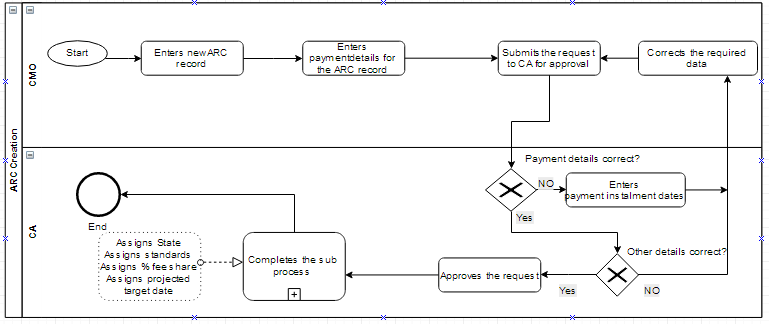 ARC Creation
CMO
Start
Enters new ARC
record
Enters
paymentdetails for
the ARC record
Submits the request
to CA for approval
Corrects the required
data
CA
Payment details correct?
NO
Enters
payment instalment dates
Yes
Other details correct?
NO
Yes
Approves the request
Completes the sub
process
+
End
Assigns State
Assigns standards
Assigns % fee share
Assigns projected
target date